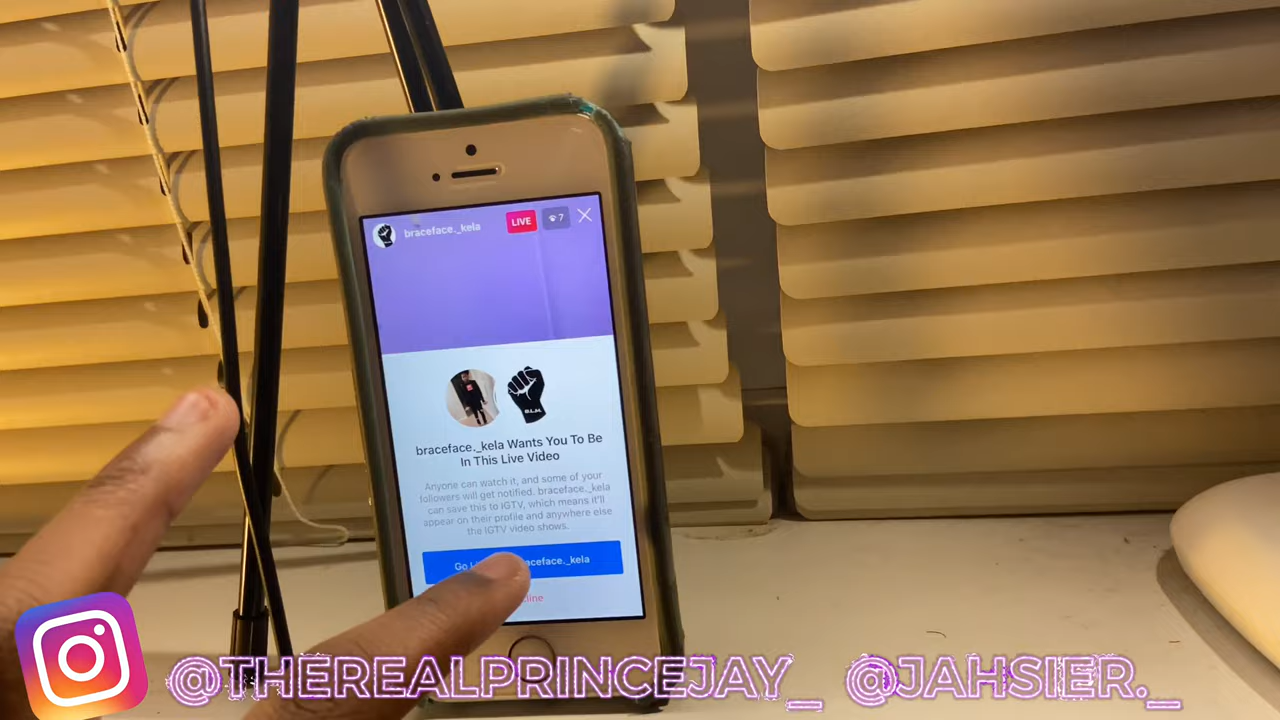 braceface._kela LIVE 7
B.L.M.
braceface._kela Wants You To Be
In This Live Video
Anyone can watch it, and some of your
followers will get notified. braceface._kela
can save this to IGTV, which means it'll
appear on their profile and anywhere else
the IGTV video shows.
Go braceface._kela
@THEREALPRINCEJAY_ @JAHSIER._